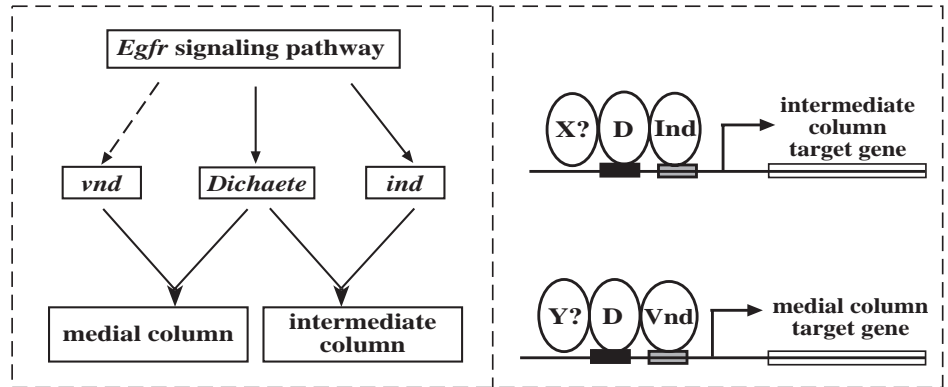 Egfr signaling pathway
vnd
Dichaete
ind
medial column
intermediate
column
X?
D
Ind
intermediate
column
target gene
Y?
D
Vnd
medial column
target gene